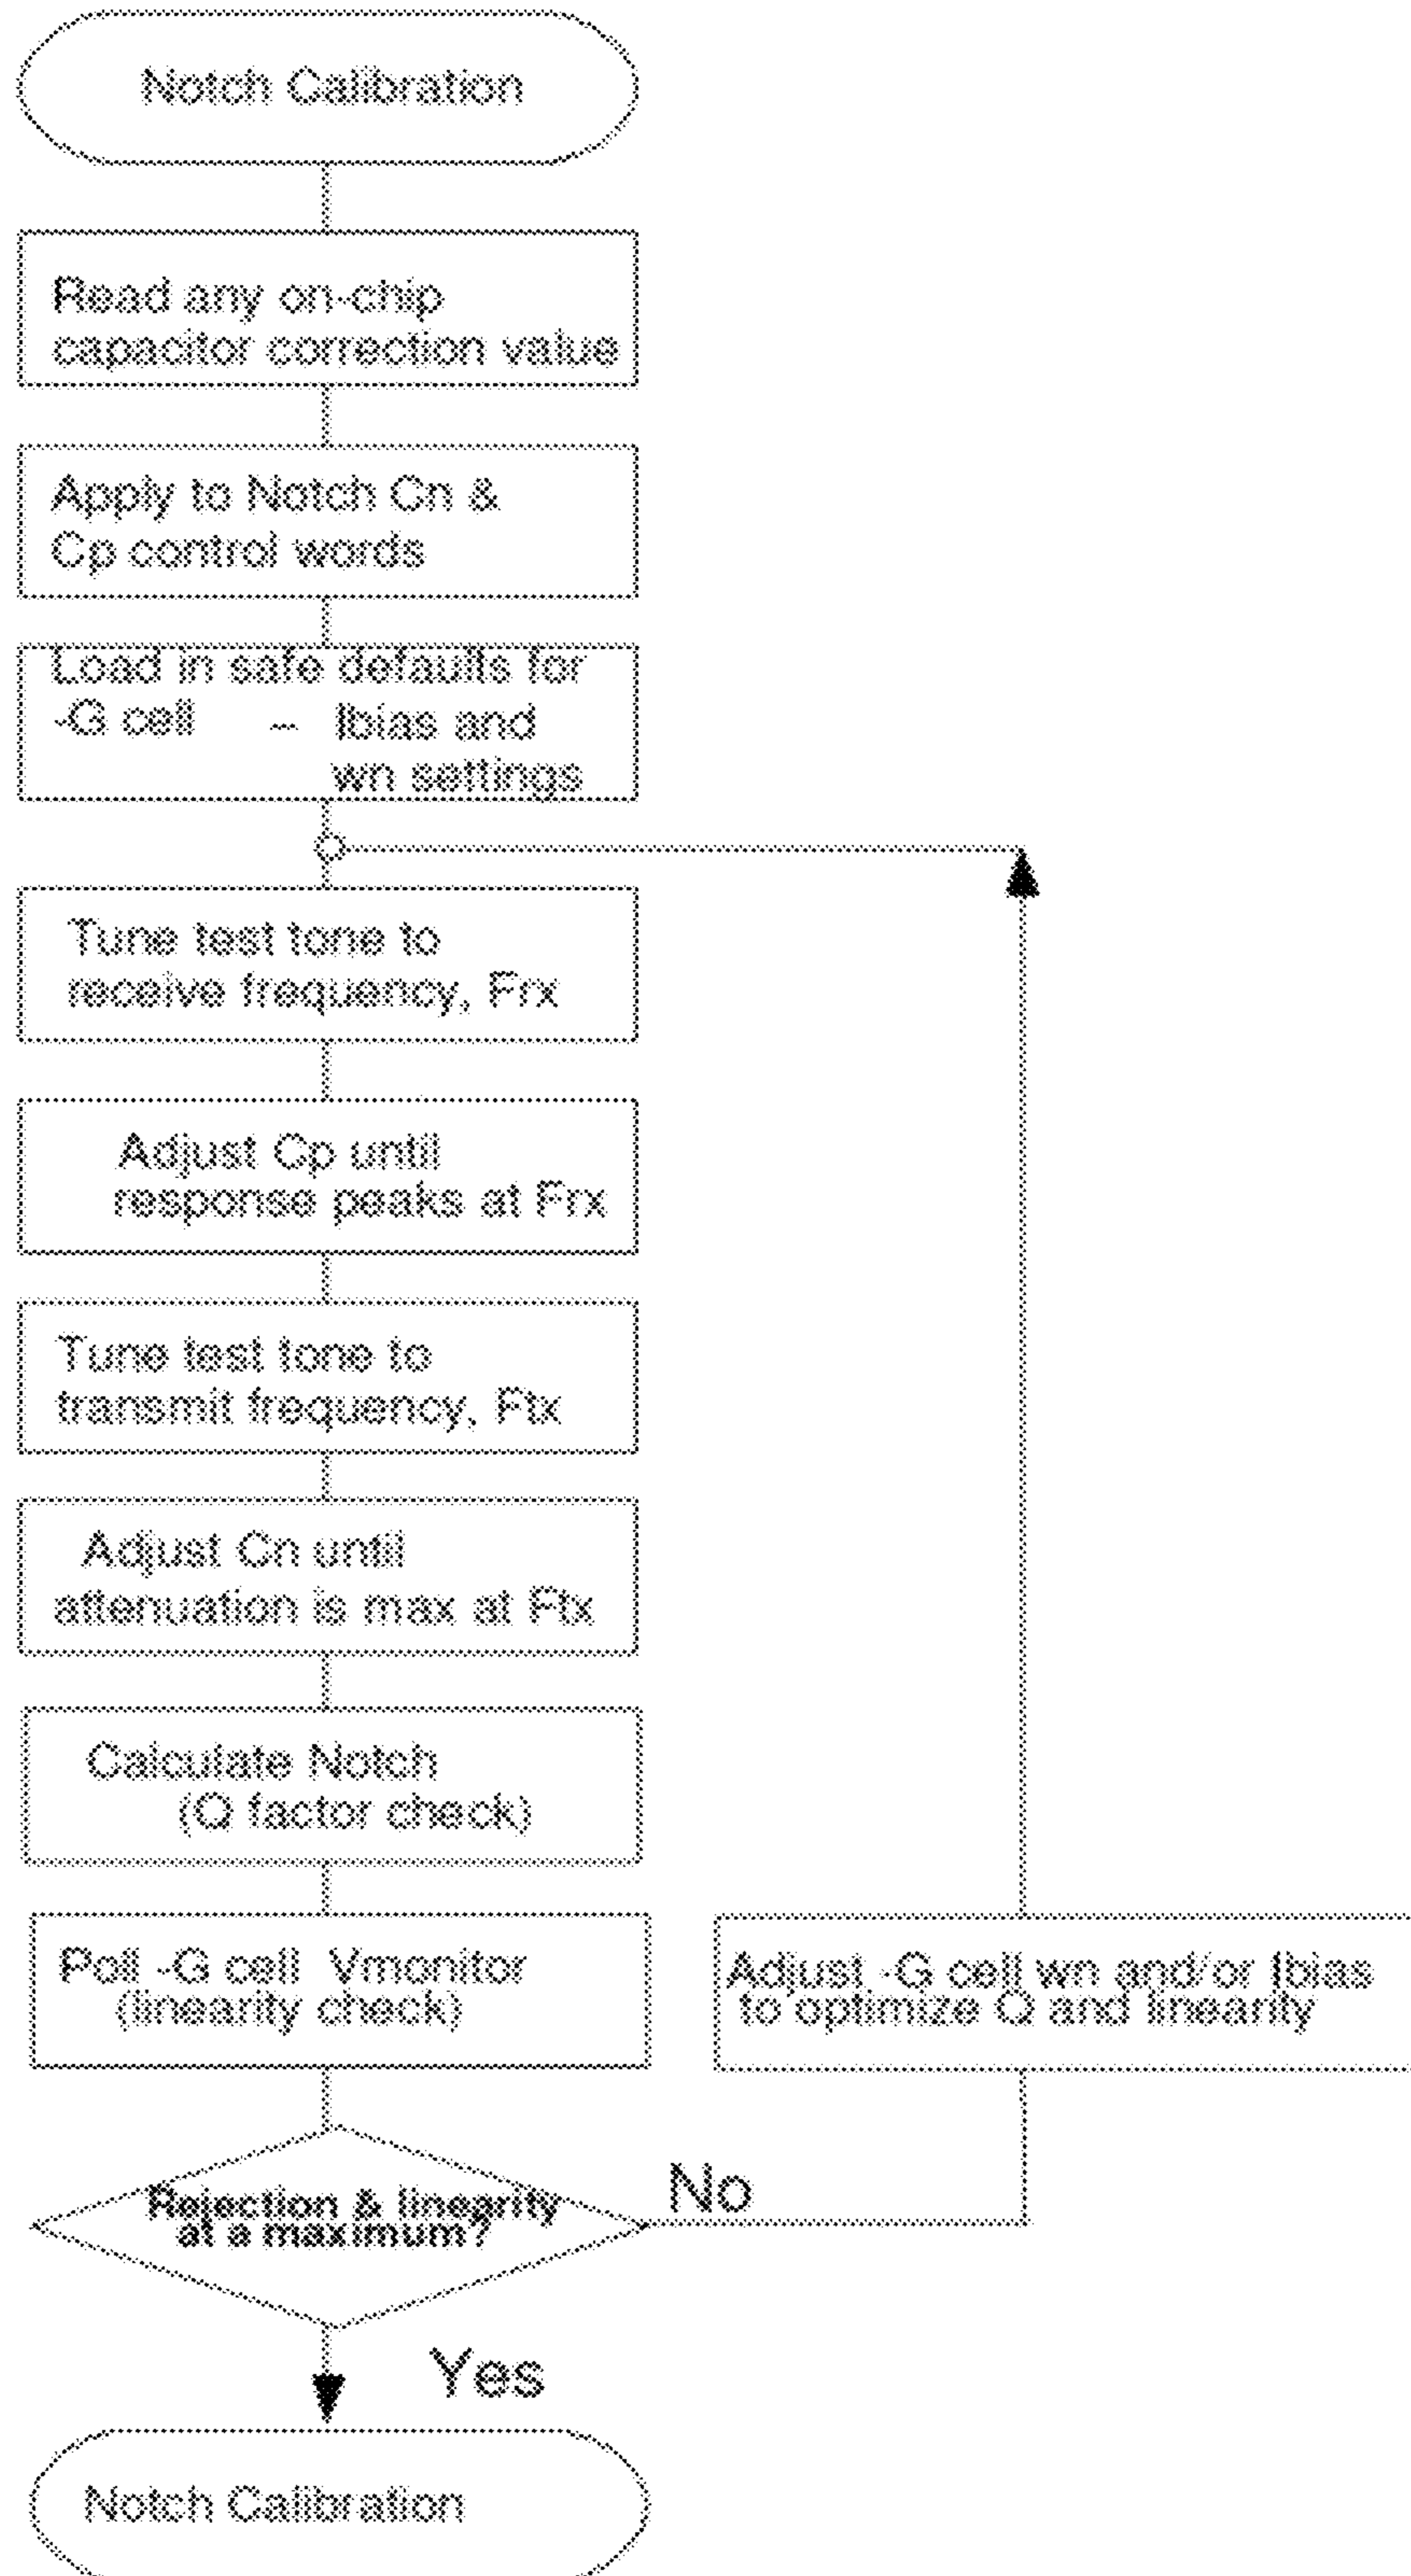 Notch Calibration
Read any on-chip
capacitor correction value
Apply to Notch Cn &
Cp control words
Load in safe defaults for
-G cell – Ibias and
wn settings
Tune test tone to
receive frequency, Frx
Adjust Cp until
response peaks at Frx
Tune test tone to
transmit frequency, Ftx
Adjust Cn until
attenuation is max at Ftx
Calculate Notch
(Q factor check)
Poll -G cell Vmonitor
(linearity check)
Adjust -G cell wn and/or Ibias
to optimize Q and linearity
Rejection & linearity
at a maximum?
No
Yes
Notch Calibration